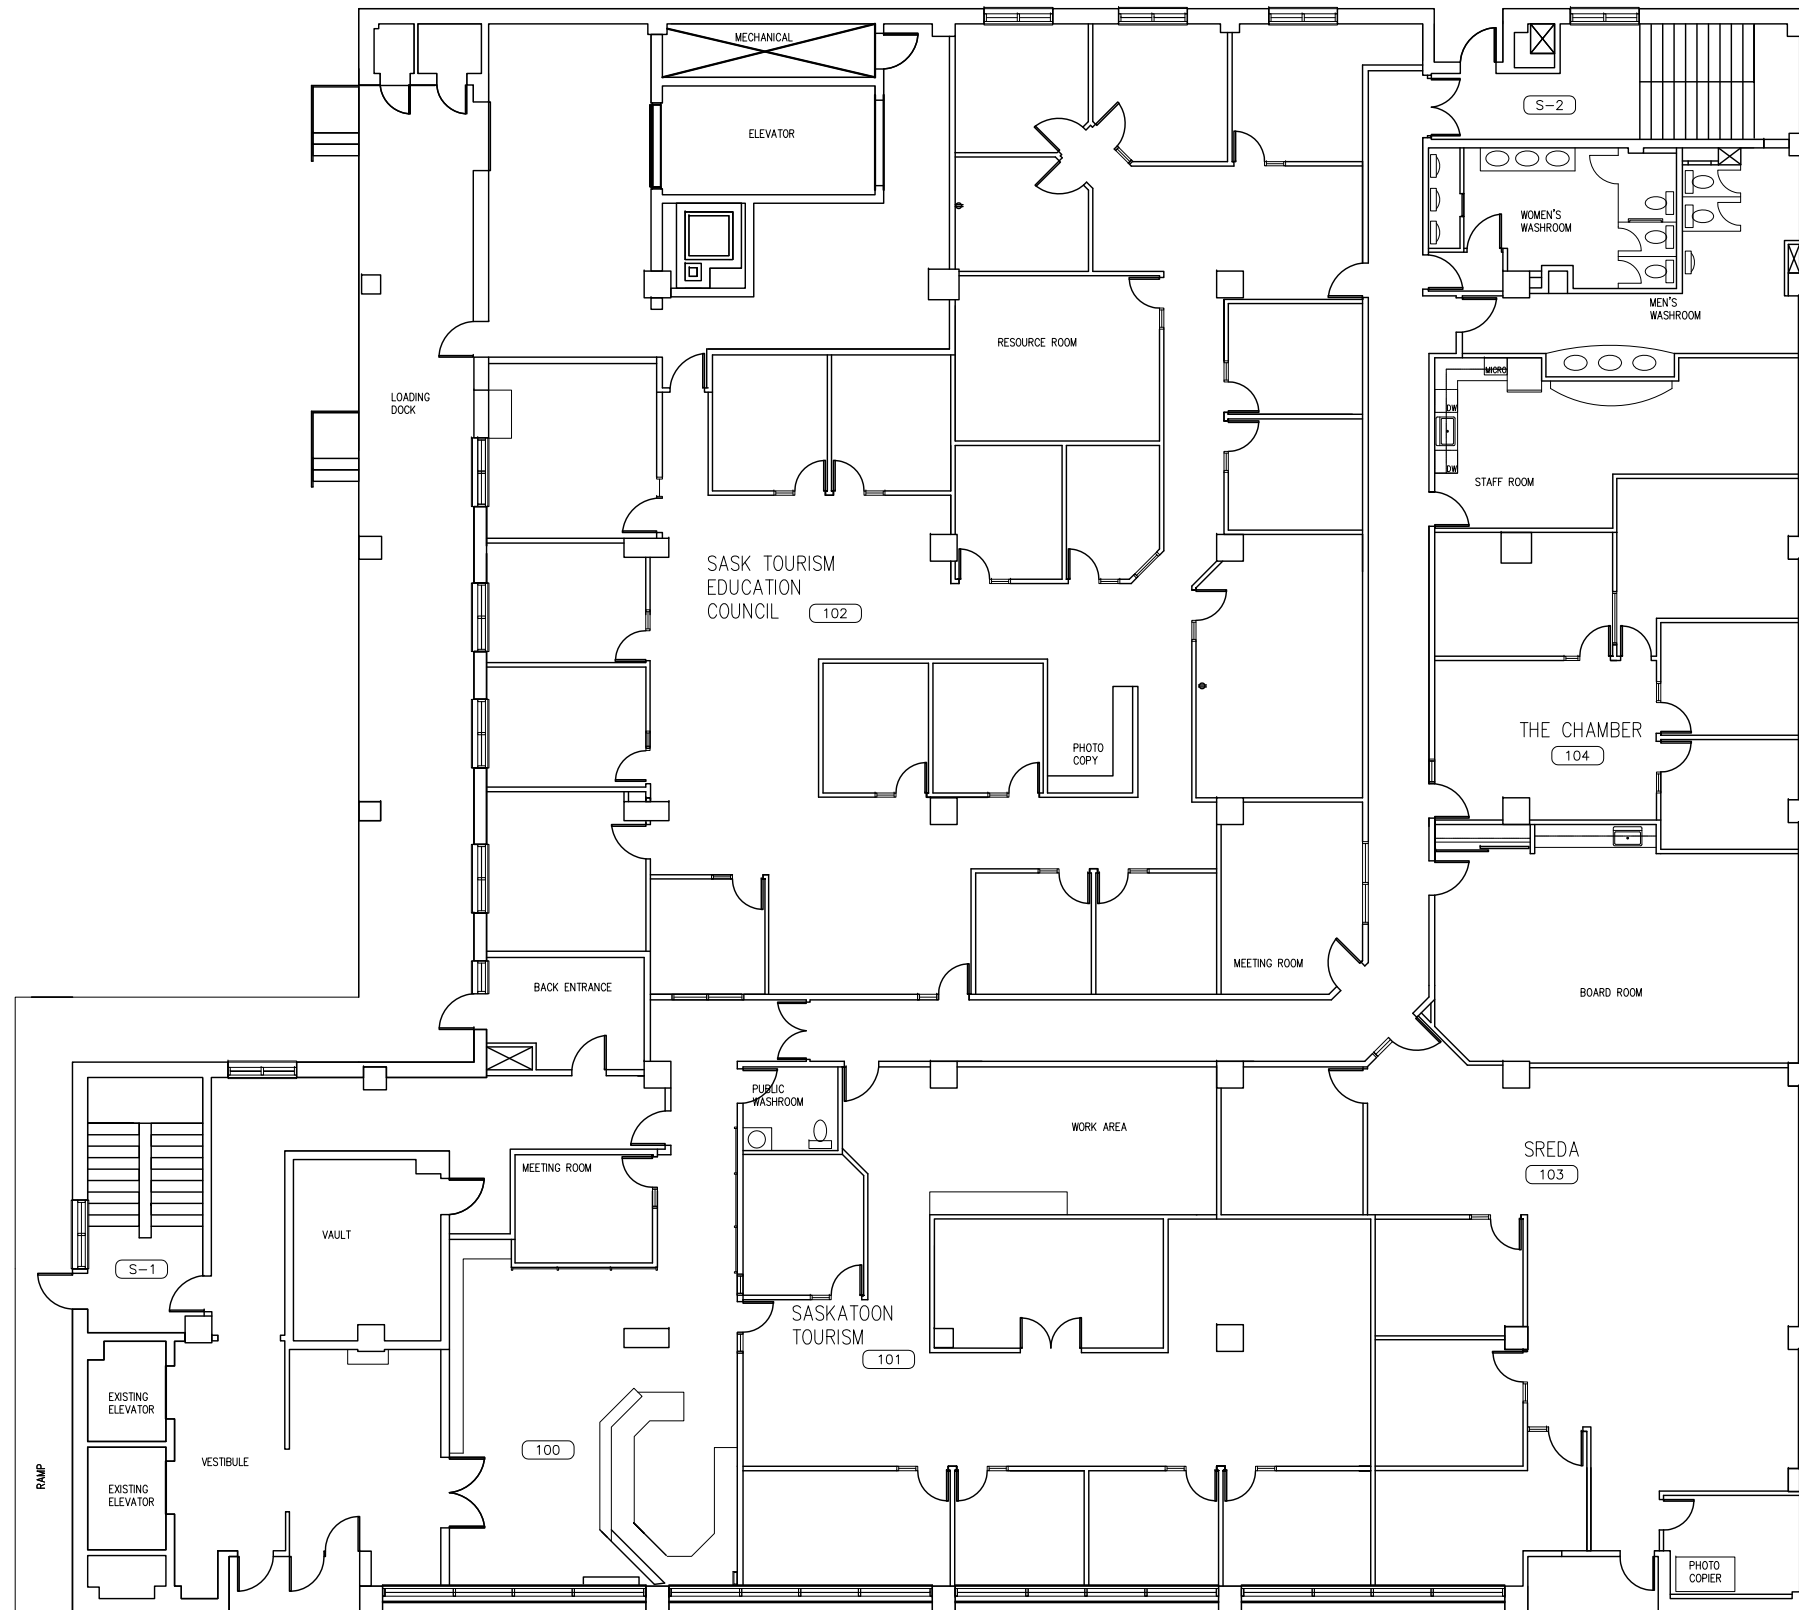 MECHANICAL
S-2
ELEVATOR
WOMEN'S
WASHROOM
MEN'S
WASHROOM
RESOURCE ROOM
MICRO
LOADING
DOCK
DW
DW
STAFF ROOM
SASK TOURISM
EDUCATION
COUNCIL 102
THE CHAMBER
104
PHOTO
COPY
MEETING ROOM
BACK ENTRANCE
BOARD ROOM
PUBLIC
WASHROOM
WORK AREA
SREDA
103
MEETING ROOM
VAULT
S-1
SASKATOON
TOURISM
101
EXISTING
ELEVATOR
100
VESTIBULE
RAMP
EXISTING
ELEVATOR
PHOTO
COPIER